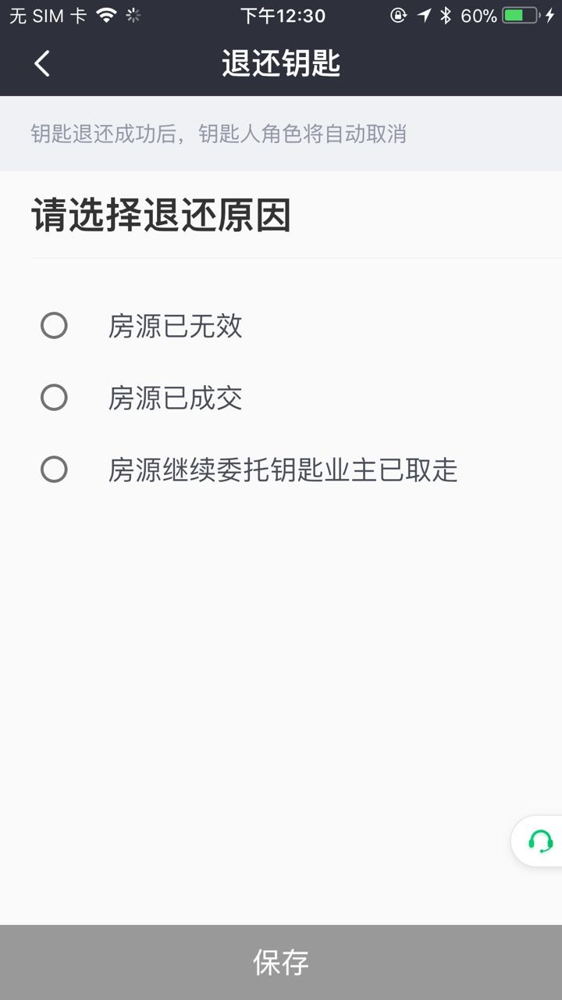 无 SIM 卡 下午12:30 60%
退还钥匙
钥匙退还成功后，钥匙人角色将自动取消
请选择退还原因
房源已无效
房源已成交
房源继续委托钥匙业主已取走
保存